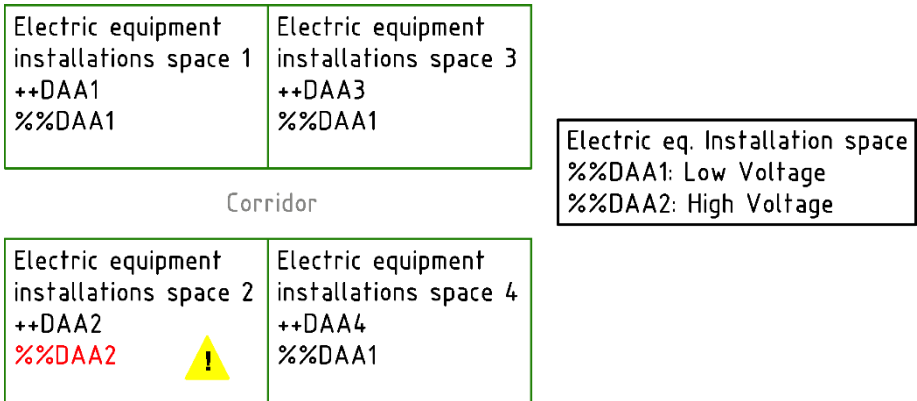 Electric equipment
installations space 1
++DAA1
%%DAA1
Electric equipment
installations space 3
++DAA3
%%DAA1
Electric eq. Installation space
%%DAA1: Low Voltage
%%DAA2: High Voltage
Corridor
Electric equipment
installations space 2
++DAA2
%%DAA2
!
Electric equipment
installations space 4
++DAA4
%%DAA1